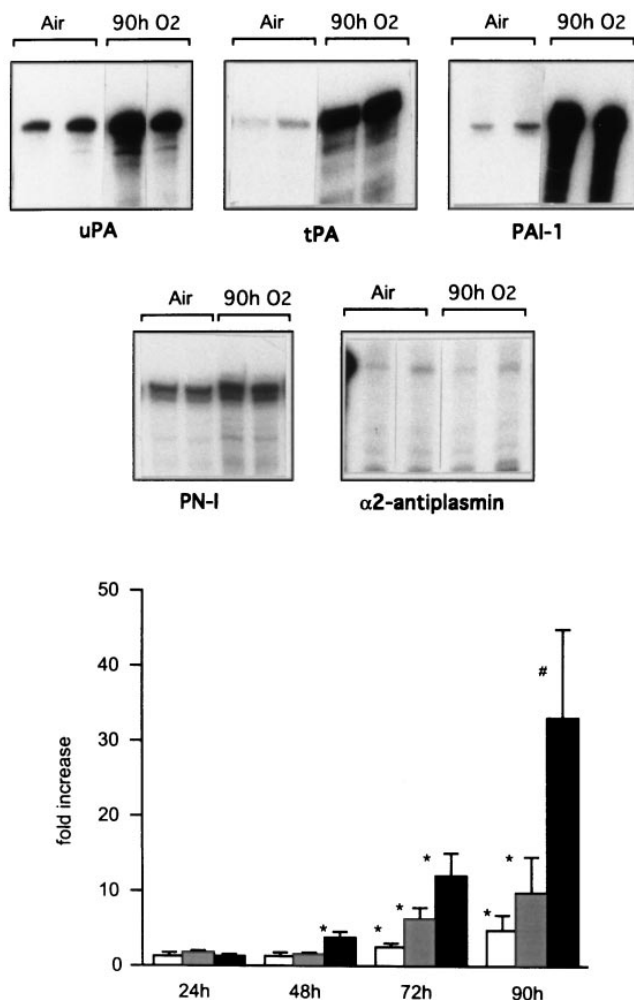 Air 90h O2 Air 90h O2 Air 90h O2
uPA tPA PAI-1
Air 90h O2 Air 90h O2
PN-I α2-antiplasmin
50
40
#
30
fold increase
20
*
* *
10
* * *
0
24h 48h 72h 90h